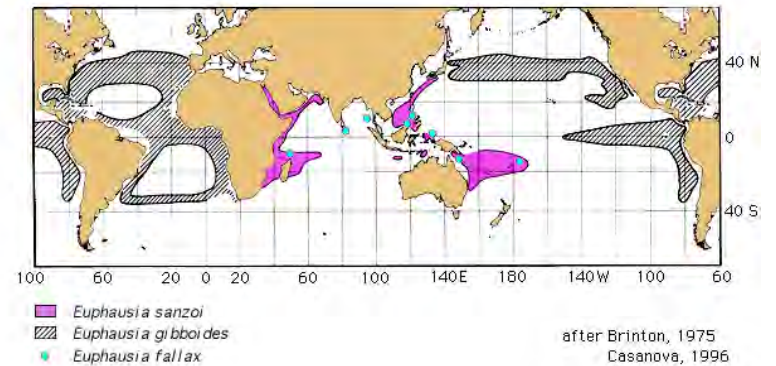 40 N
0
40 S
100 60 20 0 20 60 100 140E 180 140W 100 60
Euphausia sanzoi
Euphausia gibboides
Euphausia fallax
after Brinton, 1975
Casanova, 1996